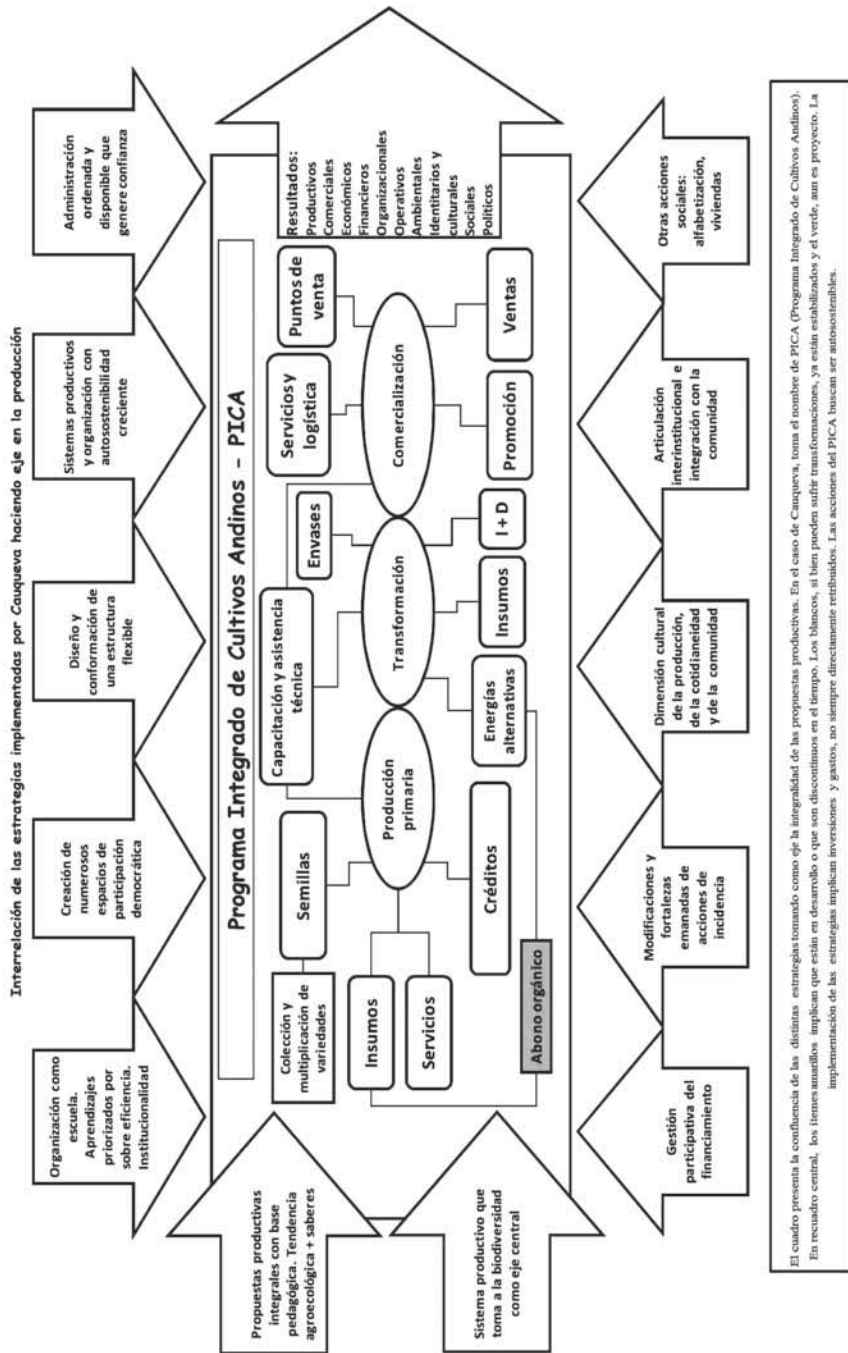 Interrelación de las estrategias implementadas por Cauqueva haciendo eje en la producción
Organización como
escuela.
Aprendizajes
priorizados por
sobre eficiencia.
Institucionalidad
Creación de
numerosos
espacios de
participación
democrática
Diseño y
conformación de
una estructura
flexible
Sistemas productivos
y organización con
autosostenibilidad
creciente
Administración
ordenada y
disponible que
genere confianza
Propuestas productivas
integrales con base
pedagógica. Tendencia
agroecológica + saberes
Sistema productivo que
toma a la biodiversidad
como eje central
Programa Integrado de Cultivos Andinos - PICA
Colección y
multiplicación de
variedades
Semillas
Insumos
Servicios
Abono orgánico
Créditos
Producción
primaria
Capacitación y asistencia
técnica
Energías
alternativas
Transformación
Envases
Insumos
I + D
Servicios y
logística
Puntos de
venta
Comercialización
Promoción
Ventas
Resultados:
Productivos
Comerciales
Económicos
Financieros
Organizacionales
Operativos
Ambientales
Identitarios y
culturales
Sociales
Políticos
Gestión
participativa del
financiamiento
Modificaciones y
fortalezas
emanadas de
acciones de
incidencia
Dimensión cultural
de la producción,
de la cotidianeidad
y de la comunidad
Articulación
interinstitucional e
integración con la
comunidad
Otras acciones
sociales:
alfabetización,
viviendas
El cuadro presenta la confluencia de las distintas estrategias tomando como eje la integralidad de las propuestas productivas. En el caso de Cauqueva, toma el nombre de PICA (Programa Integrado de Cultivos Andinos).
En recuadro central, los ítemes amarillos implican que están en desarrollo o que son discontinuos en el tiempo. Los blancos, si bien pueden sufrir transformaciones, ya están estabilizados y el verde, aun es proyecto. La
implementación de las estrategias implican inversiones y gastos, no siempre directamente retribuidos. Las acciones del PICA buscan ser autosostenibles.